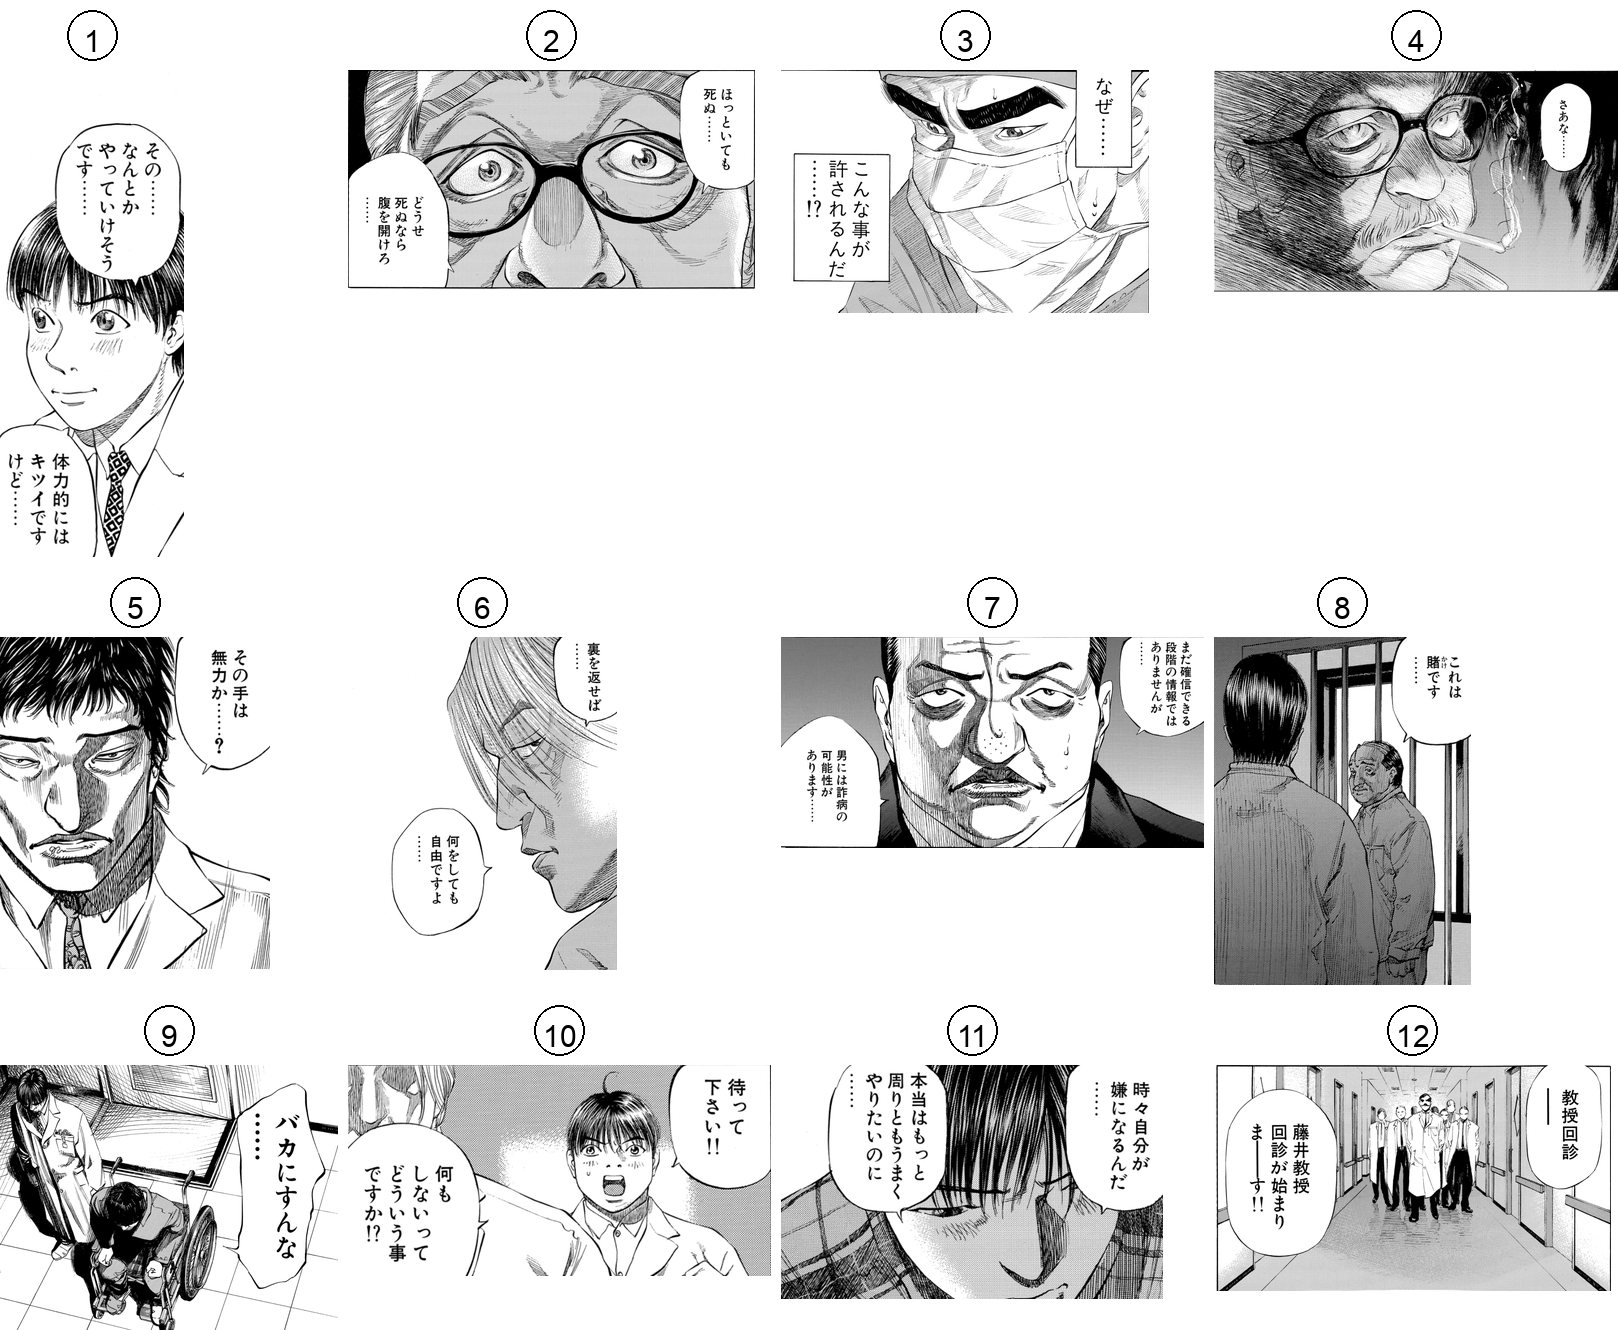 1
その……
なんとか
やっていけそう
です……
体力的には
キツイです
けど……
2
ほっといても
死ぬ……
どうせ
死ぬなら
腹を開けろ
……
3
なぜ……
こんな事が
許されるんだ
……!?
4
さあな……
5
その手は
無力か……?
6
裏を返せば
……
何をしても
自由ですよ
……
7
まだ確信できる
段階の情報では
ありませんが
……
男には詐病の
可能性が
あります……
8
これは
賭です
かけ
……
9
バカにすんな
……
10
待って
下さい!!
何も
しないって
どういう事
ですか!?
11
時々自分が
嫌になるんだ
……
本当はもっと
周りともうまく
やりたいのに
……
12
教授回診
──
藤井教授
回診が始まり
ま──す!!